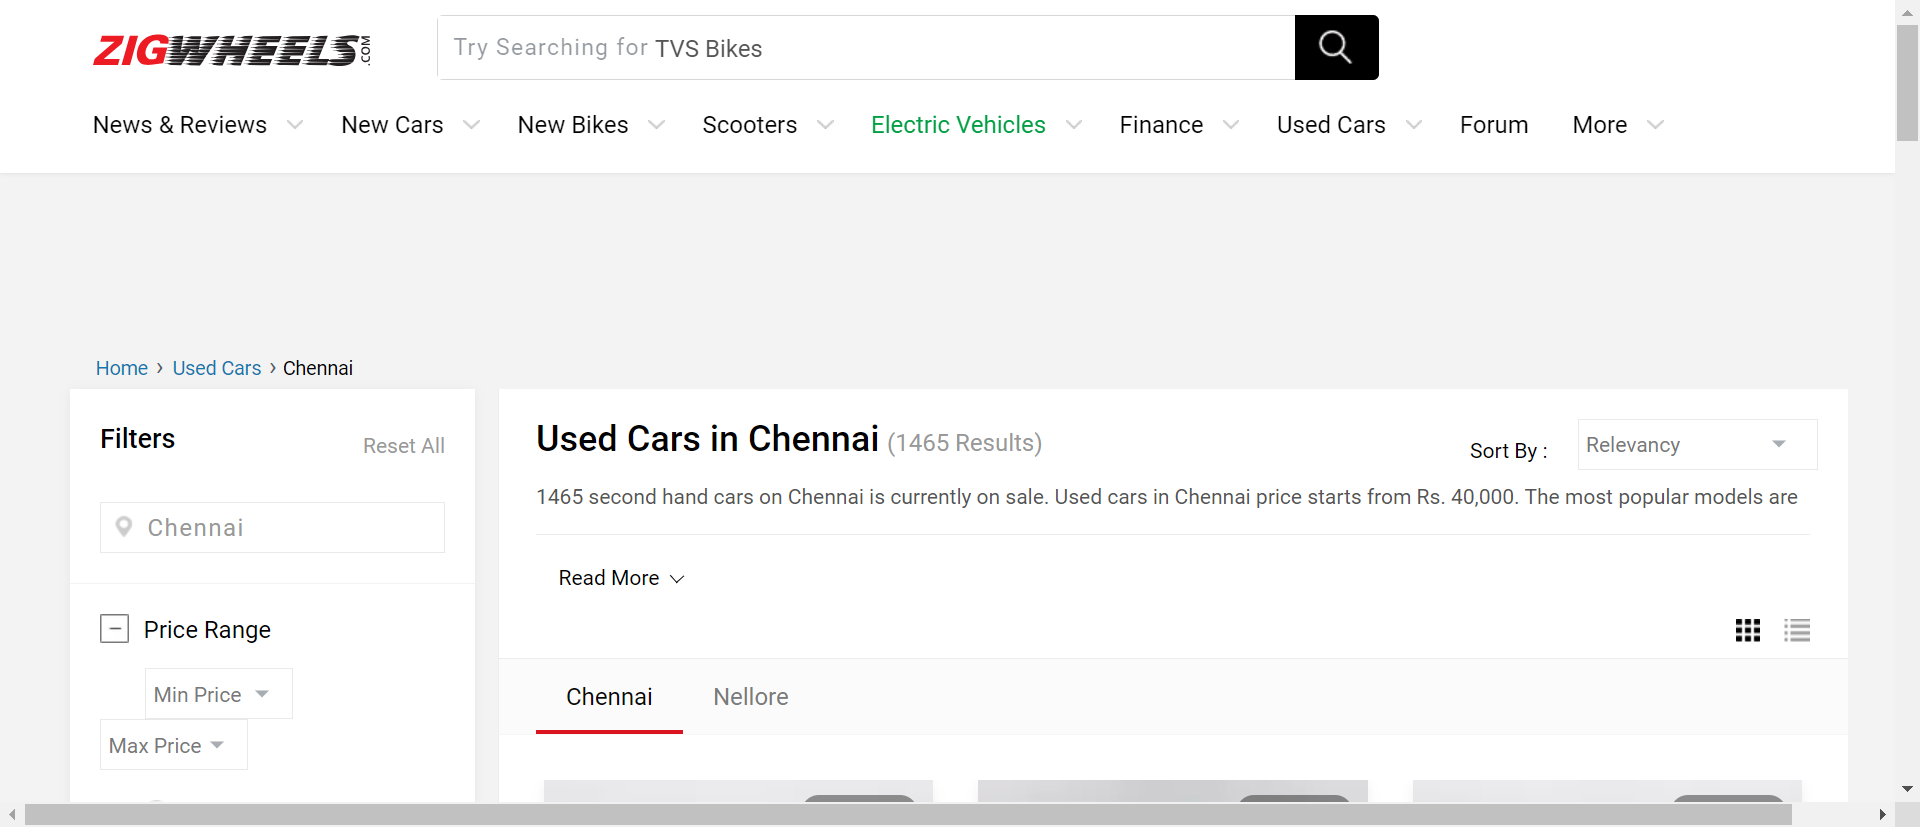 ZIGWHEELS.COM
Try Searching for TVS Bikes
News & Reviews New Cars New Bikes Scooters Electric Vehicles Finance Used Cars Forum More
Home › Used Cars › Chennai
Filters
Reset All
Chennai
Price Range
Min Price
Max Price
Used Cars in Chennai (1465 Results)
Sort By :
Relevancy
1465 second hand cars on Chennai is currently on sale. Used cars in Chennai price starts from Rs. 40,000. The most popular models are
Read More
Chennai Nellore